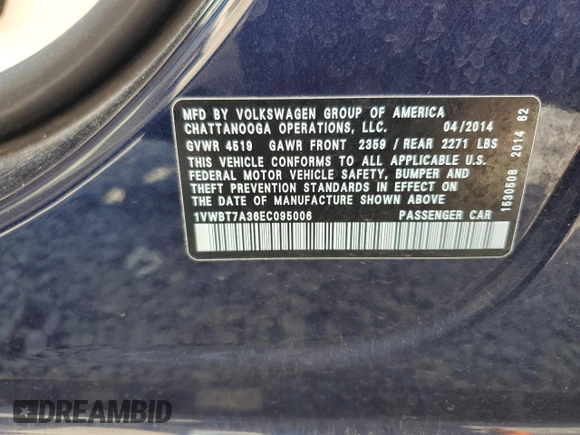 MFD BY VOLKSWAGEN GROUP OF AMERICA
CHATTANOOGA OPERATIONS, LLC. 04/2014
GVWR 4519 GAWR FRONT 2359 / REAR 2271 LBS
THIS VEHICLE CONFORMS TO ALL APPLICABLE U.S.
FEDERAL MOTOR VEHICLE SAFETY, BUMPER AND
THEFT PREVENTION STANDARDS IN EFFECT ON
THE DATE OF MANUFACTURE SHOWN ABOVE
1VWBT7A36EC095006 PASSENGER CAR
1530508 2014 62
DREAMBID